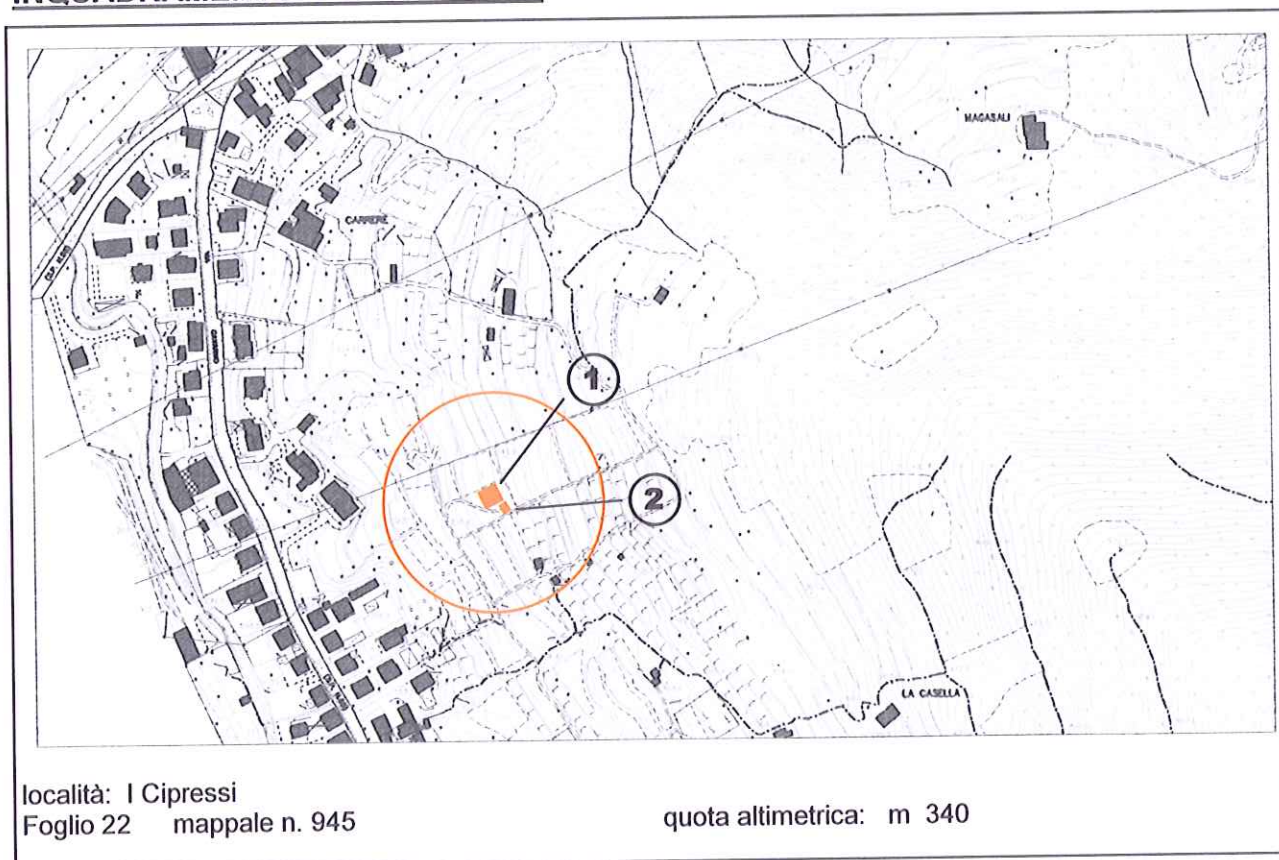 MAGASALI
CARRERE
1
2
LA CASELLA
località: I Cipressi
Foglio 22 mappale n. 945 quota altimetrica: m 340